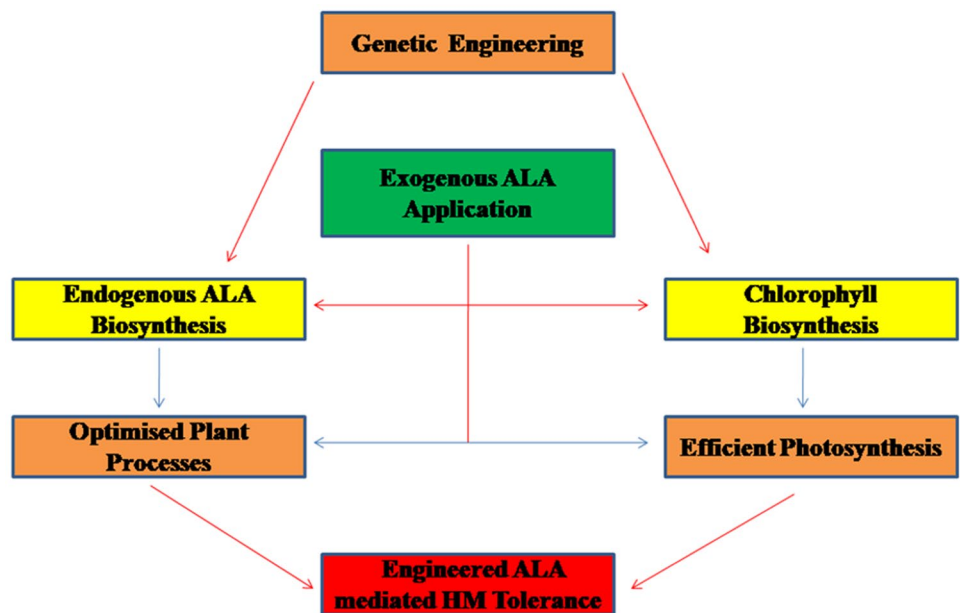 Genetic Engineering
Exogenous ALA
Application
Endogenous ALA
Biosynthesis
Chlorophyll
Biosynthesis
Optimised Plant
Processes
Efficient Photosynthesis
Engineered ALA
mediated HM Tolerance